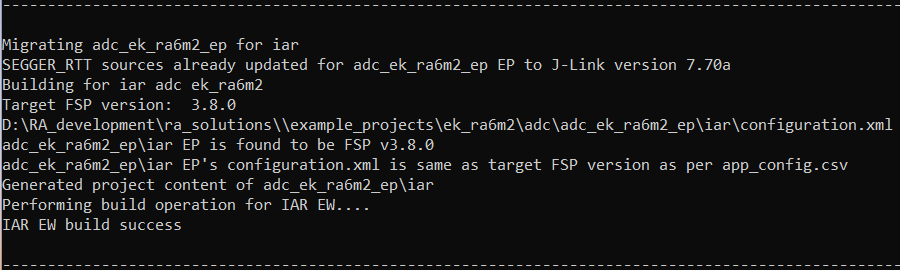 --------------------------------------------------------------------------------------------------
Migrating adc_ek_ra6m2_ep for iar
SEGGER_RTT sources already updated for adc_ek_ra6m2_ep EP to J-Link version 7.70a
Building for iar adc ek_ra6m2
Target FSP version:  3.8.0
D:\RA_development\ra_solutions\\example_projects\ek_ra6m2\adc\adc_ek_ra6m2_ep\iar\configuration.xml
adc_ek_ra6m2_ep\iar EP is found to be FSP v3.8.0
adc_ek_ra6m2_ep\iar EP's configuration.xml is same as target FSP version as per app_config.csv
Generated project content of adc_ek_ra6m2_ep\iar
Performing build operation for IAR EW....
IAR EW build success
--------------------------------------------------------------------------------------------------